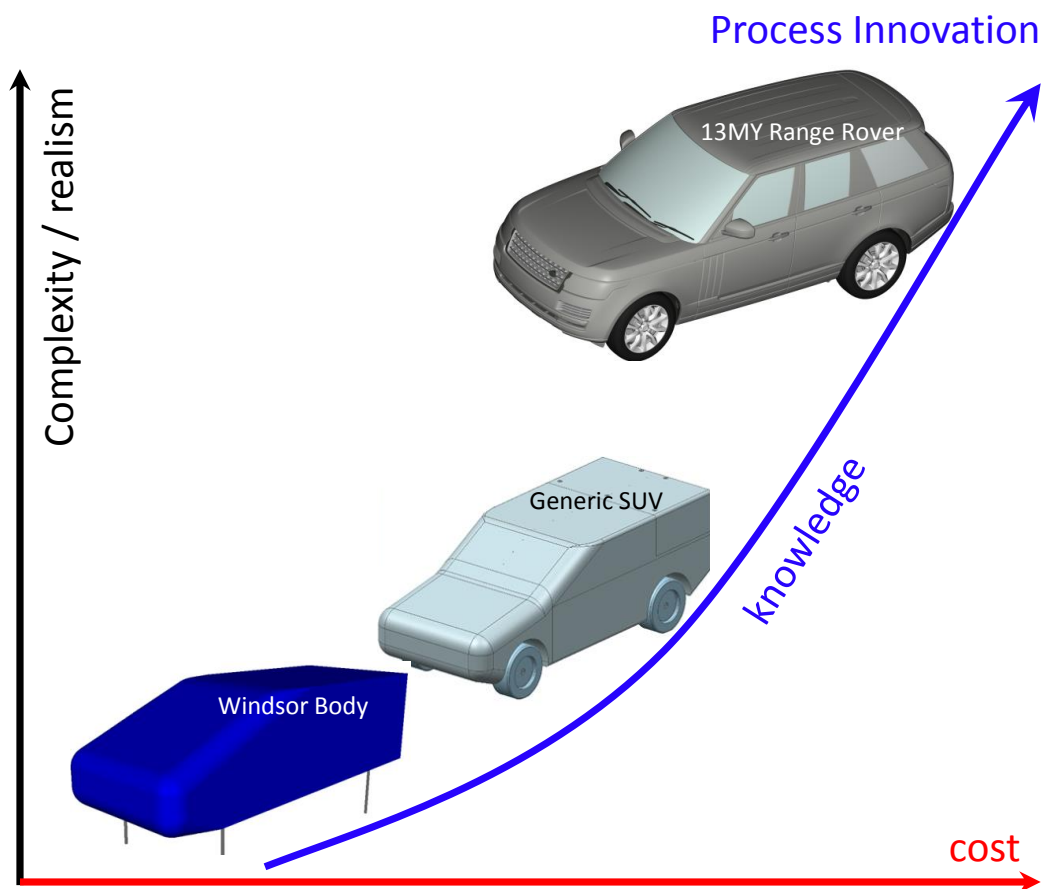 Process Innovation
Complexity / realism
13MY Range Rover
Generic SUV
knowledge
Windsor Body
cost